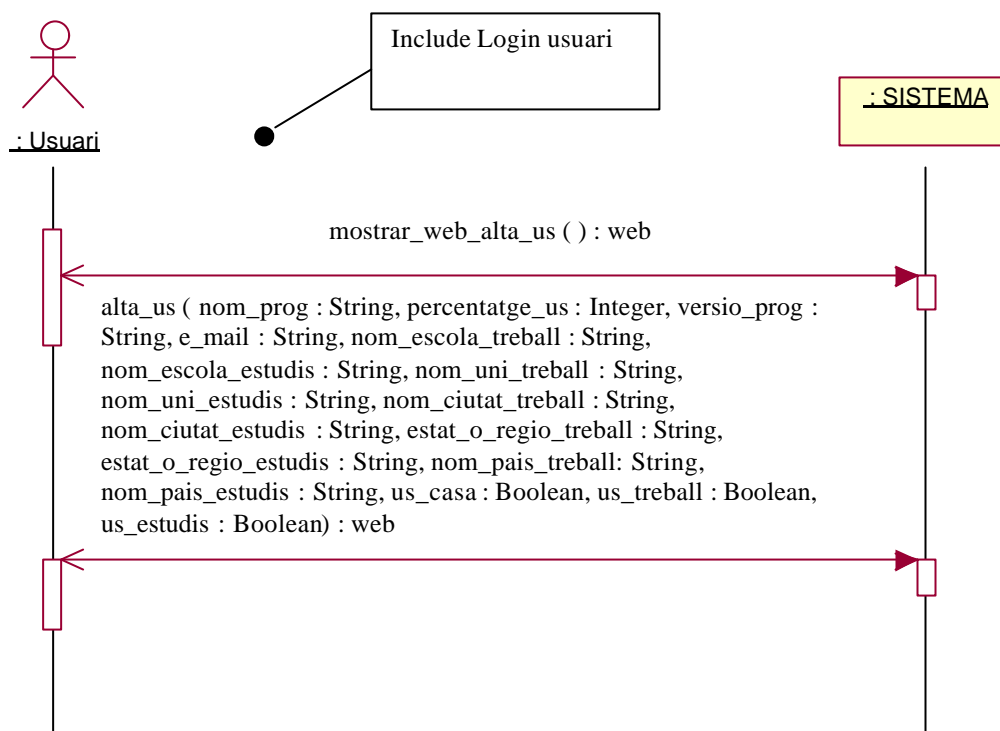 Include Login usuari
: SISTEMA
: Usuari
mostrar_web_alta_us ( ) : web
alta_us ( nom_prog : String, percentatge_us : Integer, versio_prog :
String, e_mail : String, nom_escola_treball : String,
nom_escola_estudis : String, nom_uni_treball : String,
nom_uni_estudis : String, nom_ciutat_treball : String,
nom_ciutat_estudis : String, estat_o_regio_treball : String,
estat_o_regio_estudis : String, nom_pais_treball: String,
nom_pais_estudis : String, us_casa : Boolean, us_treball : Boolean,
us_estudis : Boolean) : web